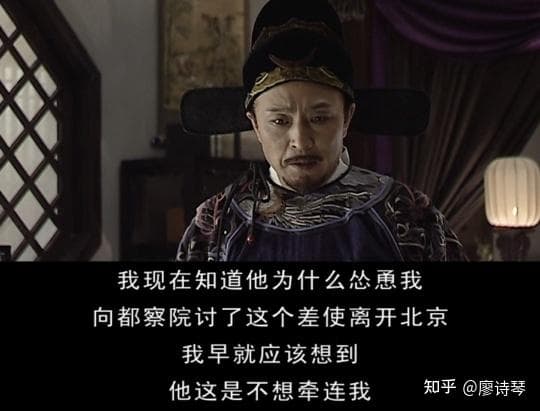 我现在知道他为什么怂恿我
向都察院讨了这个差使离开北京
我早就应该想到
他这是不想牵连我
知乎 @廖诗琴